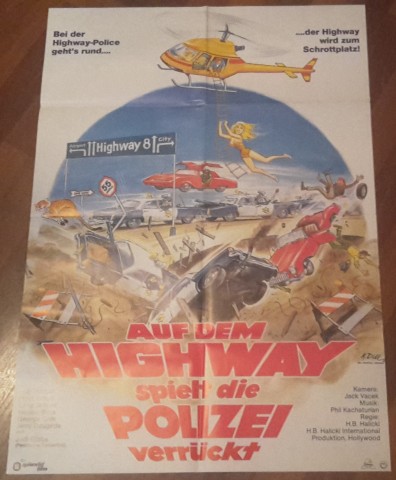 Bei der
Highway-Police
geht's rund....
....der Highway
wird zum
Schrottplatz!
Highway 8
City
AUF DEM
HIGHWAY
spielt die
POLIZEI
verrückt
Kamera:
Jack Vacek
Musik:
Phil Kachaturian
Regie:
H.B. Halicki
H.B. Halicki International
Produktion, Hollywood